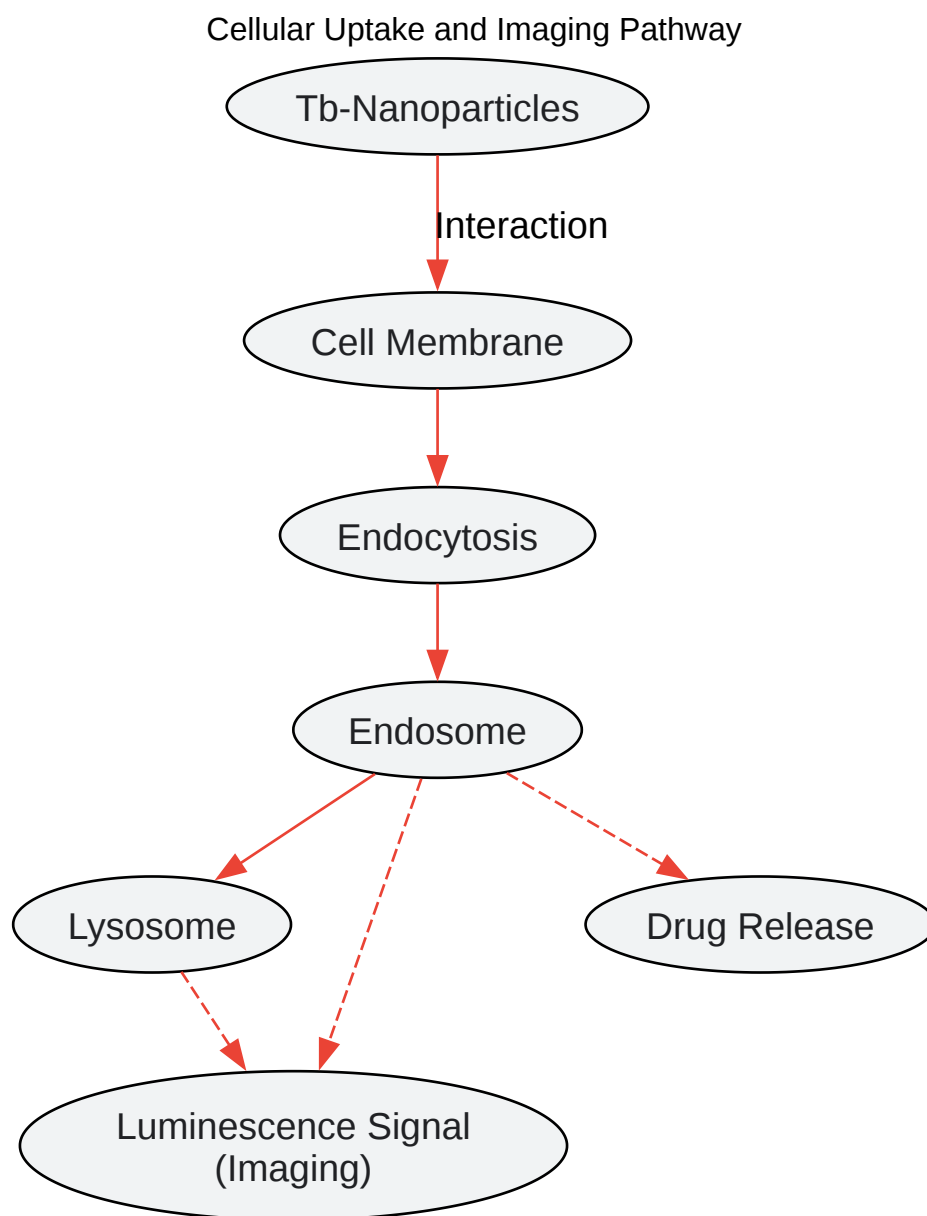 Cellular Uptake and Imaging Pathway
Tb-Nanoparticles
Interaction
Cell Membrane
Endocytosis
Endosome
Lysosome
Drug Release
Luminescence Signal
(Imaging)